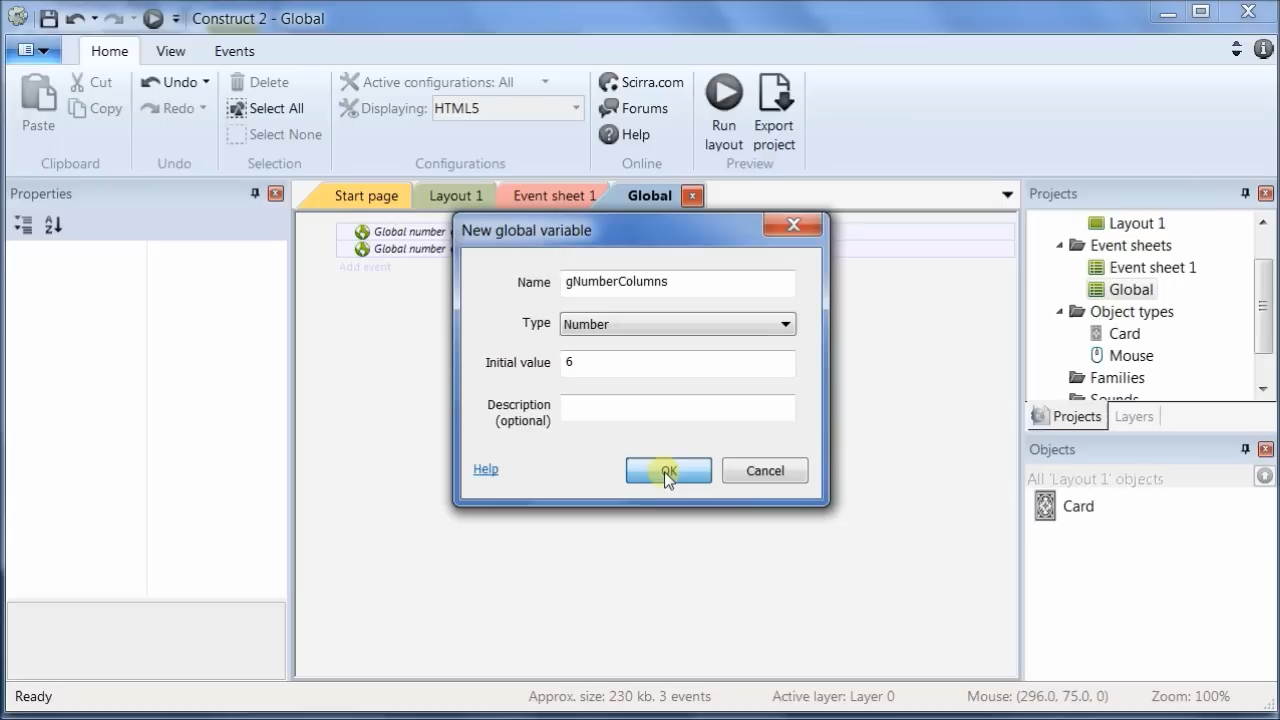 Construct 2 - Global
Home View Events
Paste
Cut
Copy
Clipboard
Undo
Redo
Undo
Delete
Select All
Select None
Selection
Active configurations: All
Displaying: HTML5
Configurations
Scirra.com
Forums
Help
Online
Run layout
Export project
Preview
Properties
Start page Layout 1 Event sheet 1 Global
Global number
Global number
Add event
New global variable
Name gNumberColumns
Type Number
Initial value 6
Description
(optional)
Help OK Cancel
Projects
Layout 1
Event sheets
Event sheet 1
Global
Object types
Card
Mouse
Families
Sounds
Projects Layers
Objects
All 'Layout 1' objects
Card
Ready Approx. size: 230 kb. 3 events Active layer: Layer 0 Mouse: (296.0, 75.0, 0) Zoom: 100%